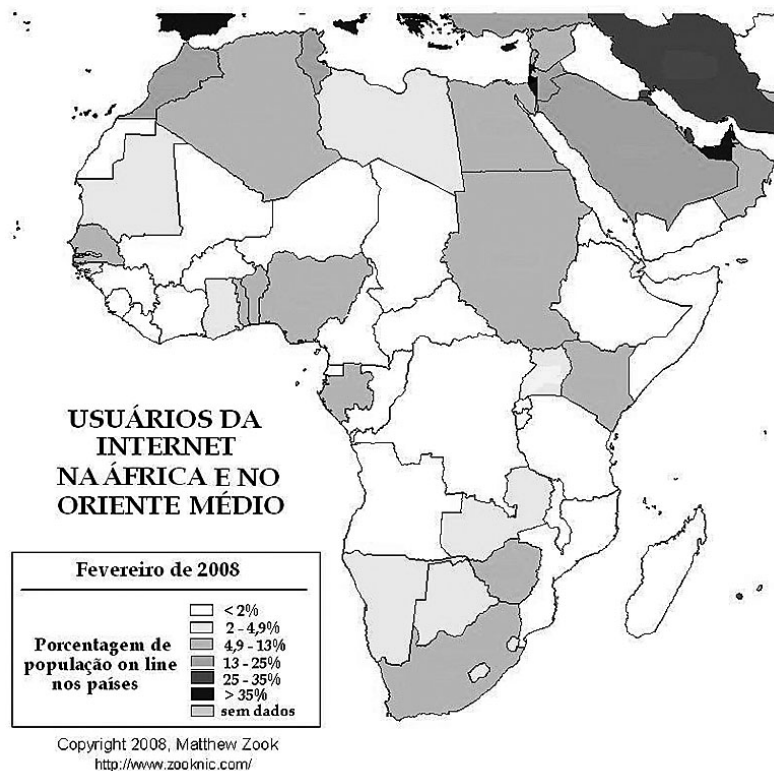 USUÁRIOS DA
INTERNET
NA ÁFRICA E NO
ORIENTE MÉDIO
Fevereiro de 2008
Porcentagem de
população on line
nos países
< 2%
2 - 4,9%
4,9 - 13%
13 - 25%
25 - 35%
> 35%
sem dados
Copyright 2008, Matthew Zook
http://www.zooknic.com/